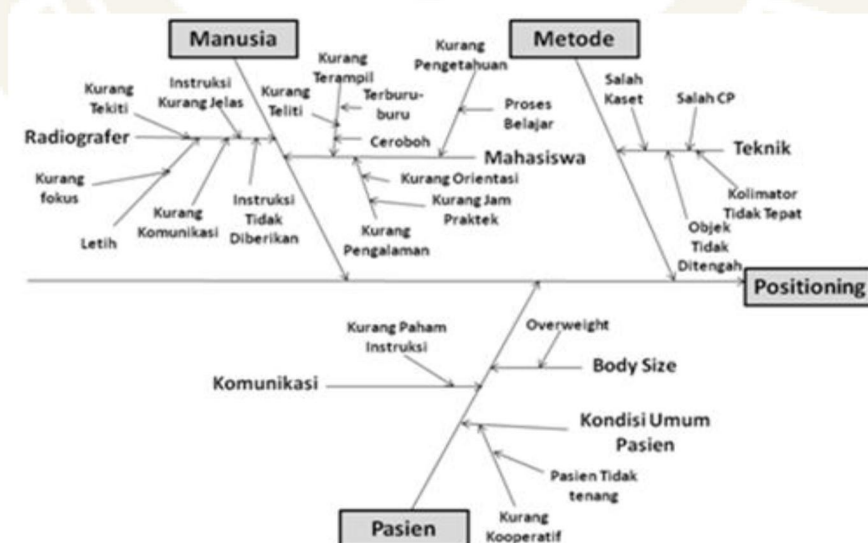 Manusia
Metode
Kurang
Tekiti
Instruksi
Kurang Jelas
Kurang
Teliti
Kurang
Terampil
Terburu-
buru
Ceroboh
Kurang
Pengetahuan
Proses
Belajar
Salah
Kaset
Salah CP
Radiografer
Mahasiswa
Teknik
Kurang
fokus
Letih
Kurang
Komunikasi
Instruksi
Tidak
Diberikan
Kurang Orientasi
Kurang Jam
Praktek
Kurang
Pengalaman
Kolimator
Tidak Tepat
Objek
Tidak
Ditengah
Positioning
Kurang Paham
Instruksi
Overweight
Komunikasi
Body Size
Kondisi Umum
Pasien
Pasien Tidak
tenang
Kurang
Kooperatif
Pasien